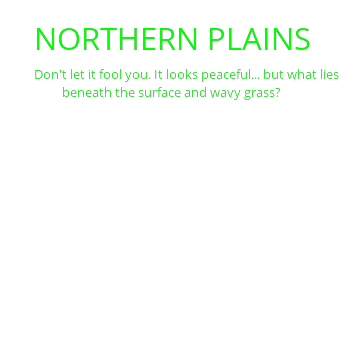 NORTHERN PLAINS
Don't let it fool you. It looks peaceful... but what lies
beneath the surface and wavy grass?